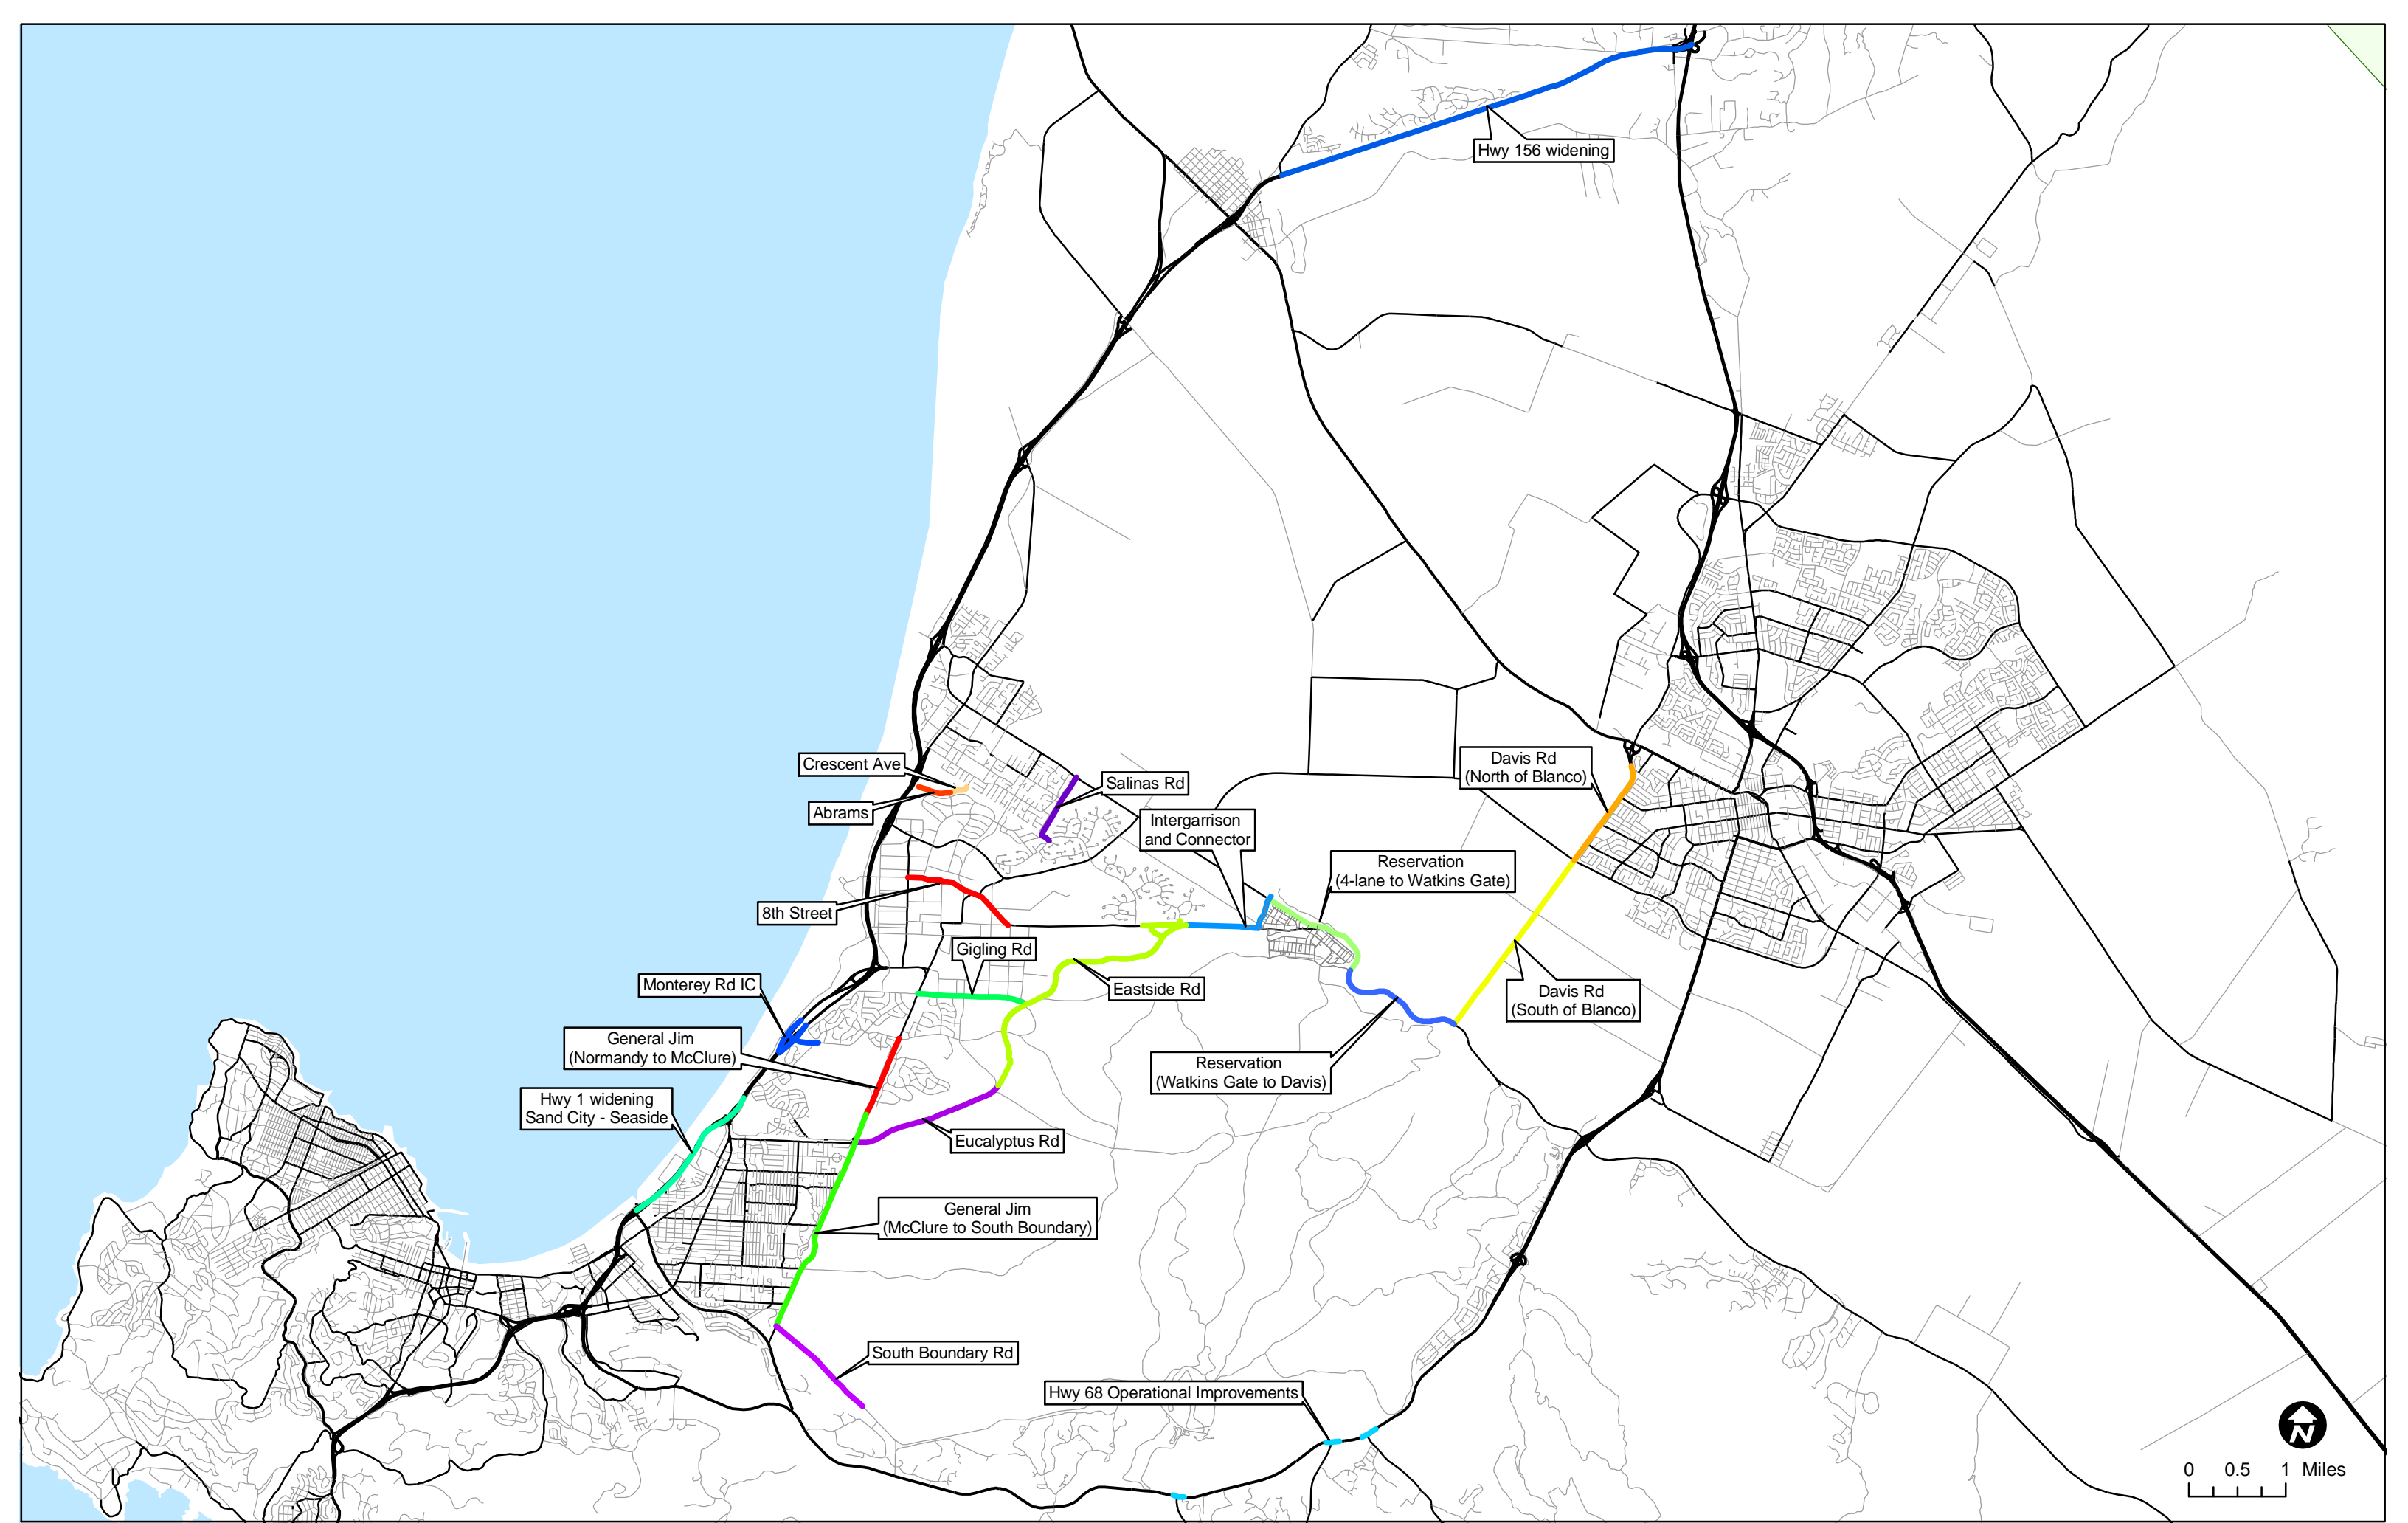 Hwy 156 widening
Crescent Ave
Abrams
Salinas Rd
Davis Rd
(North of Blanco)
Intergarrison
and Connector
Reservation
(4-lane to Watkins Gate)
8th Street
Gigling Rd
Monterey Rd IC
Eastside Rd
Davis Rd
(South of Blanco)
General Jim
(Normandy to McClure)
Reservation
(Watkins Gate to Davis)
Hwy 1 widening
Sand City - Seaside
Eucalyptus Rd
General Jim
(McClure to South Boundary)
South Boundary Rd
Hwy 68 Operational Improvements
N
0 0.5 1 Miles